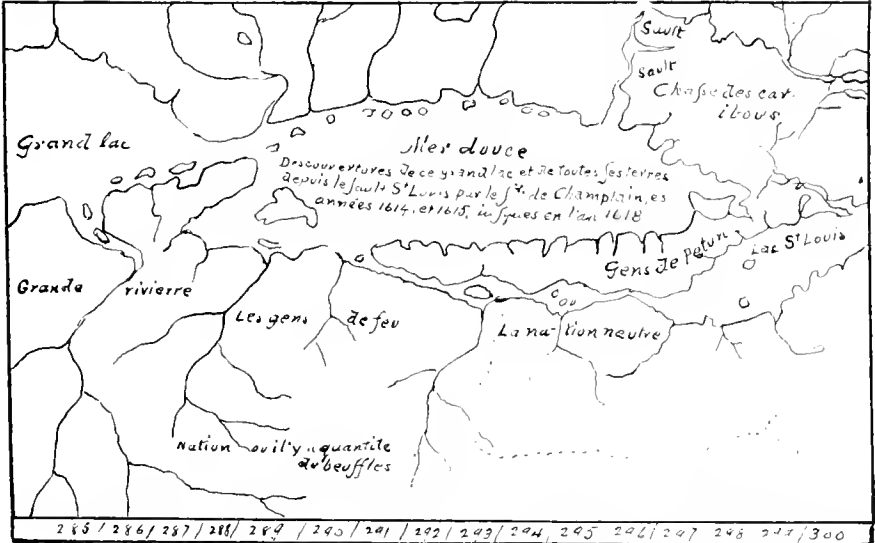 Sault
Sault
Chasse des car-
ibous
Grand lac
Mer douce
Descouvertures de ce grand lac et de toutes ses terres
depuis le sault St Louis par le Sr. de Champlain, es
années 1614, et 1615, iusques en l'an 1618
Gens de petun
Lac St Louis
Grande rivierre
Les gens de feu
ou
La nation neutre
Nation ou il'y a quantite
de beuffles
285/286/287/288/289/290/291/292/293/294/295/296/297/298/299/300